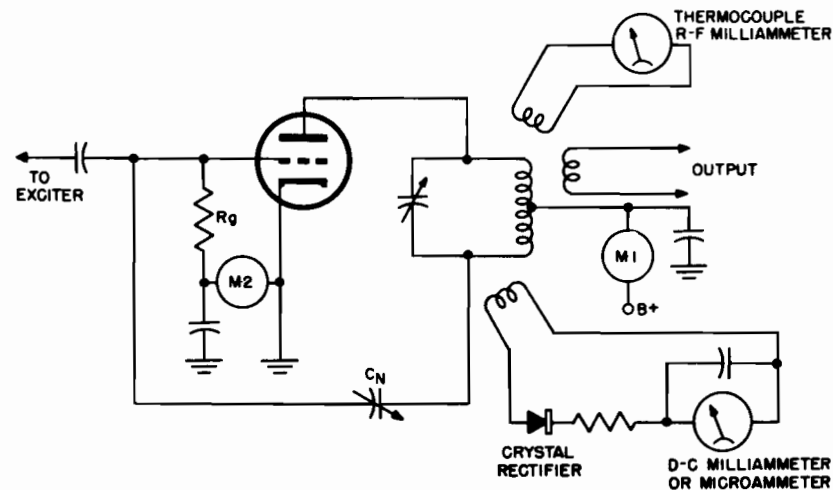 THERMOCOUPLE
R-F MILLIAMMETER
TO
EXCITER
Rg
M2
OUTPUT
M1
B+
CN
CRYSTAL
RECTIFIER
D-C MILLIAMMETER
OR MICROAMMETER